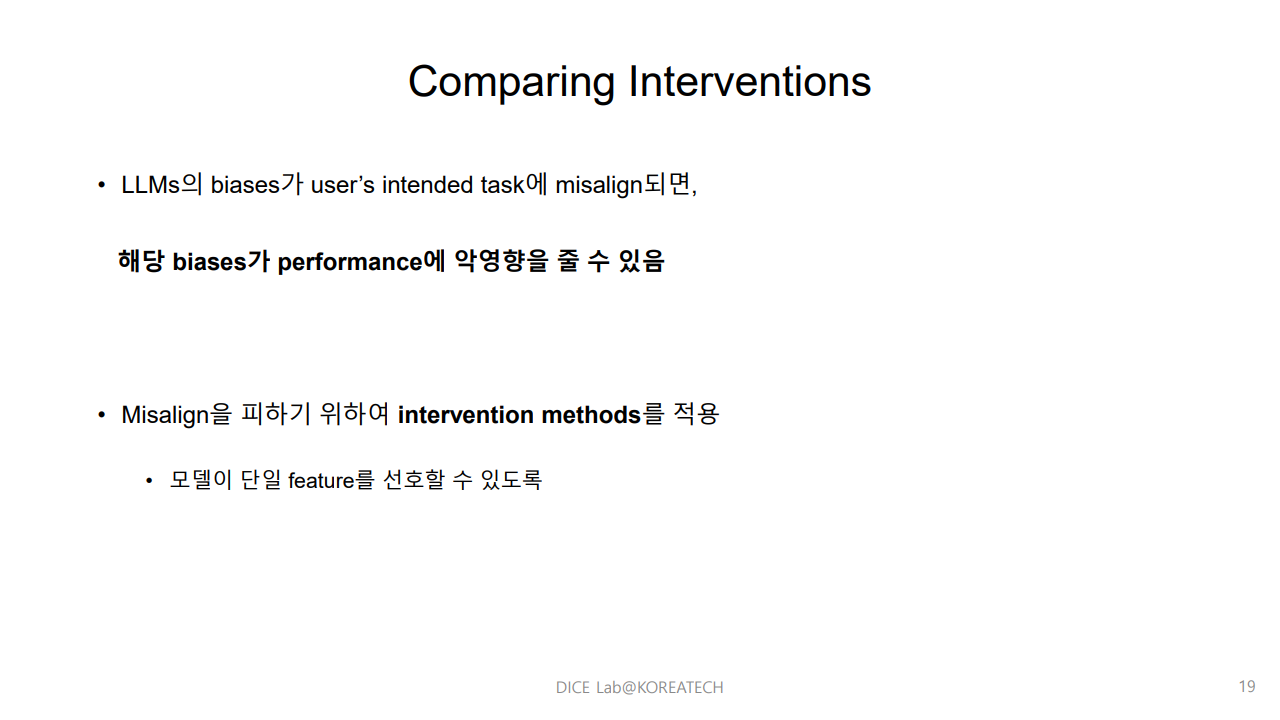 Comparing Interventions
• LLMs의 biases가 user’s intended task에 misalign되면,
해당 biases가 performance에 악영향을 줄 수 있음
• Misalign을 피하기 위하여 intervention methods를 적용
• 모델이 단일 feature를 선호할 수 있도록
DICE Lab@KOREATECH
19